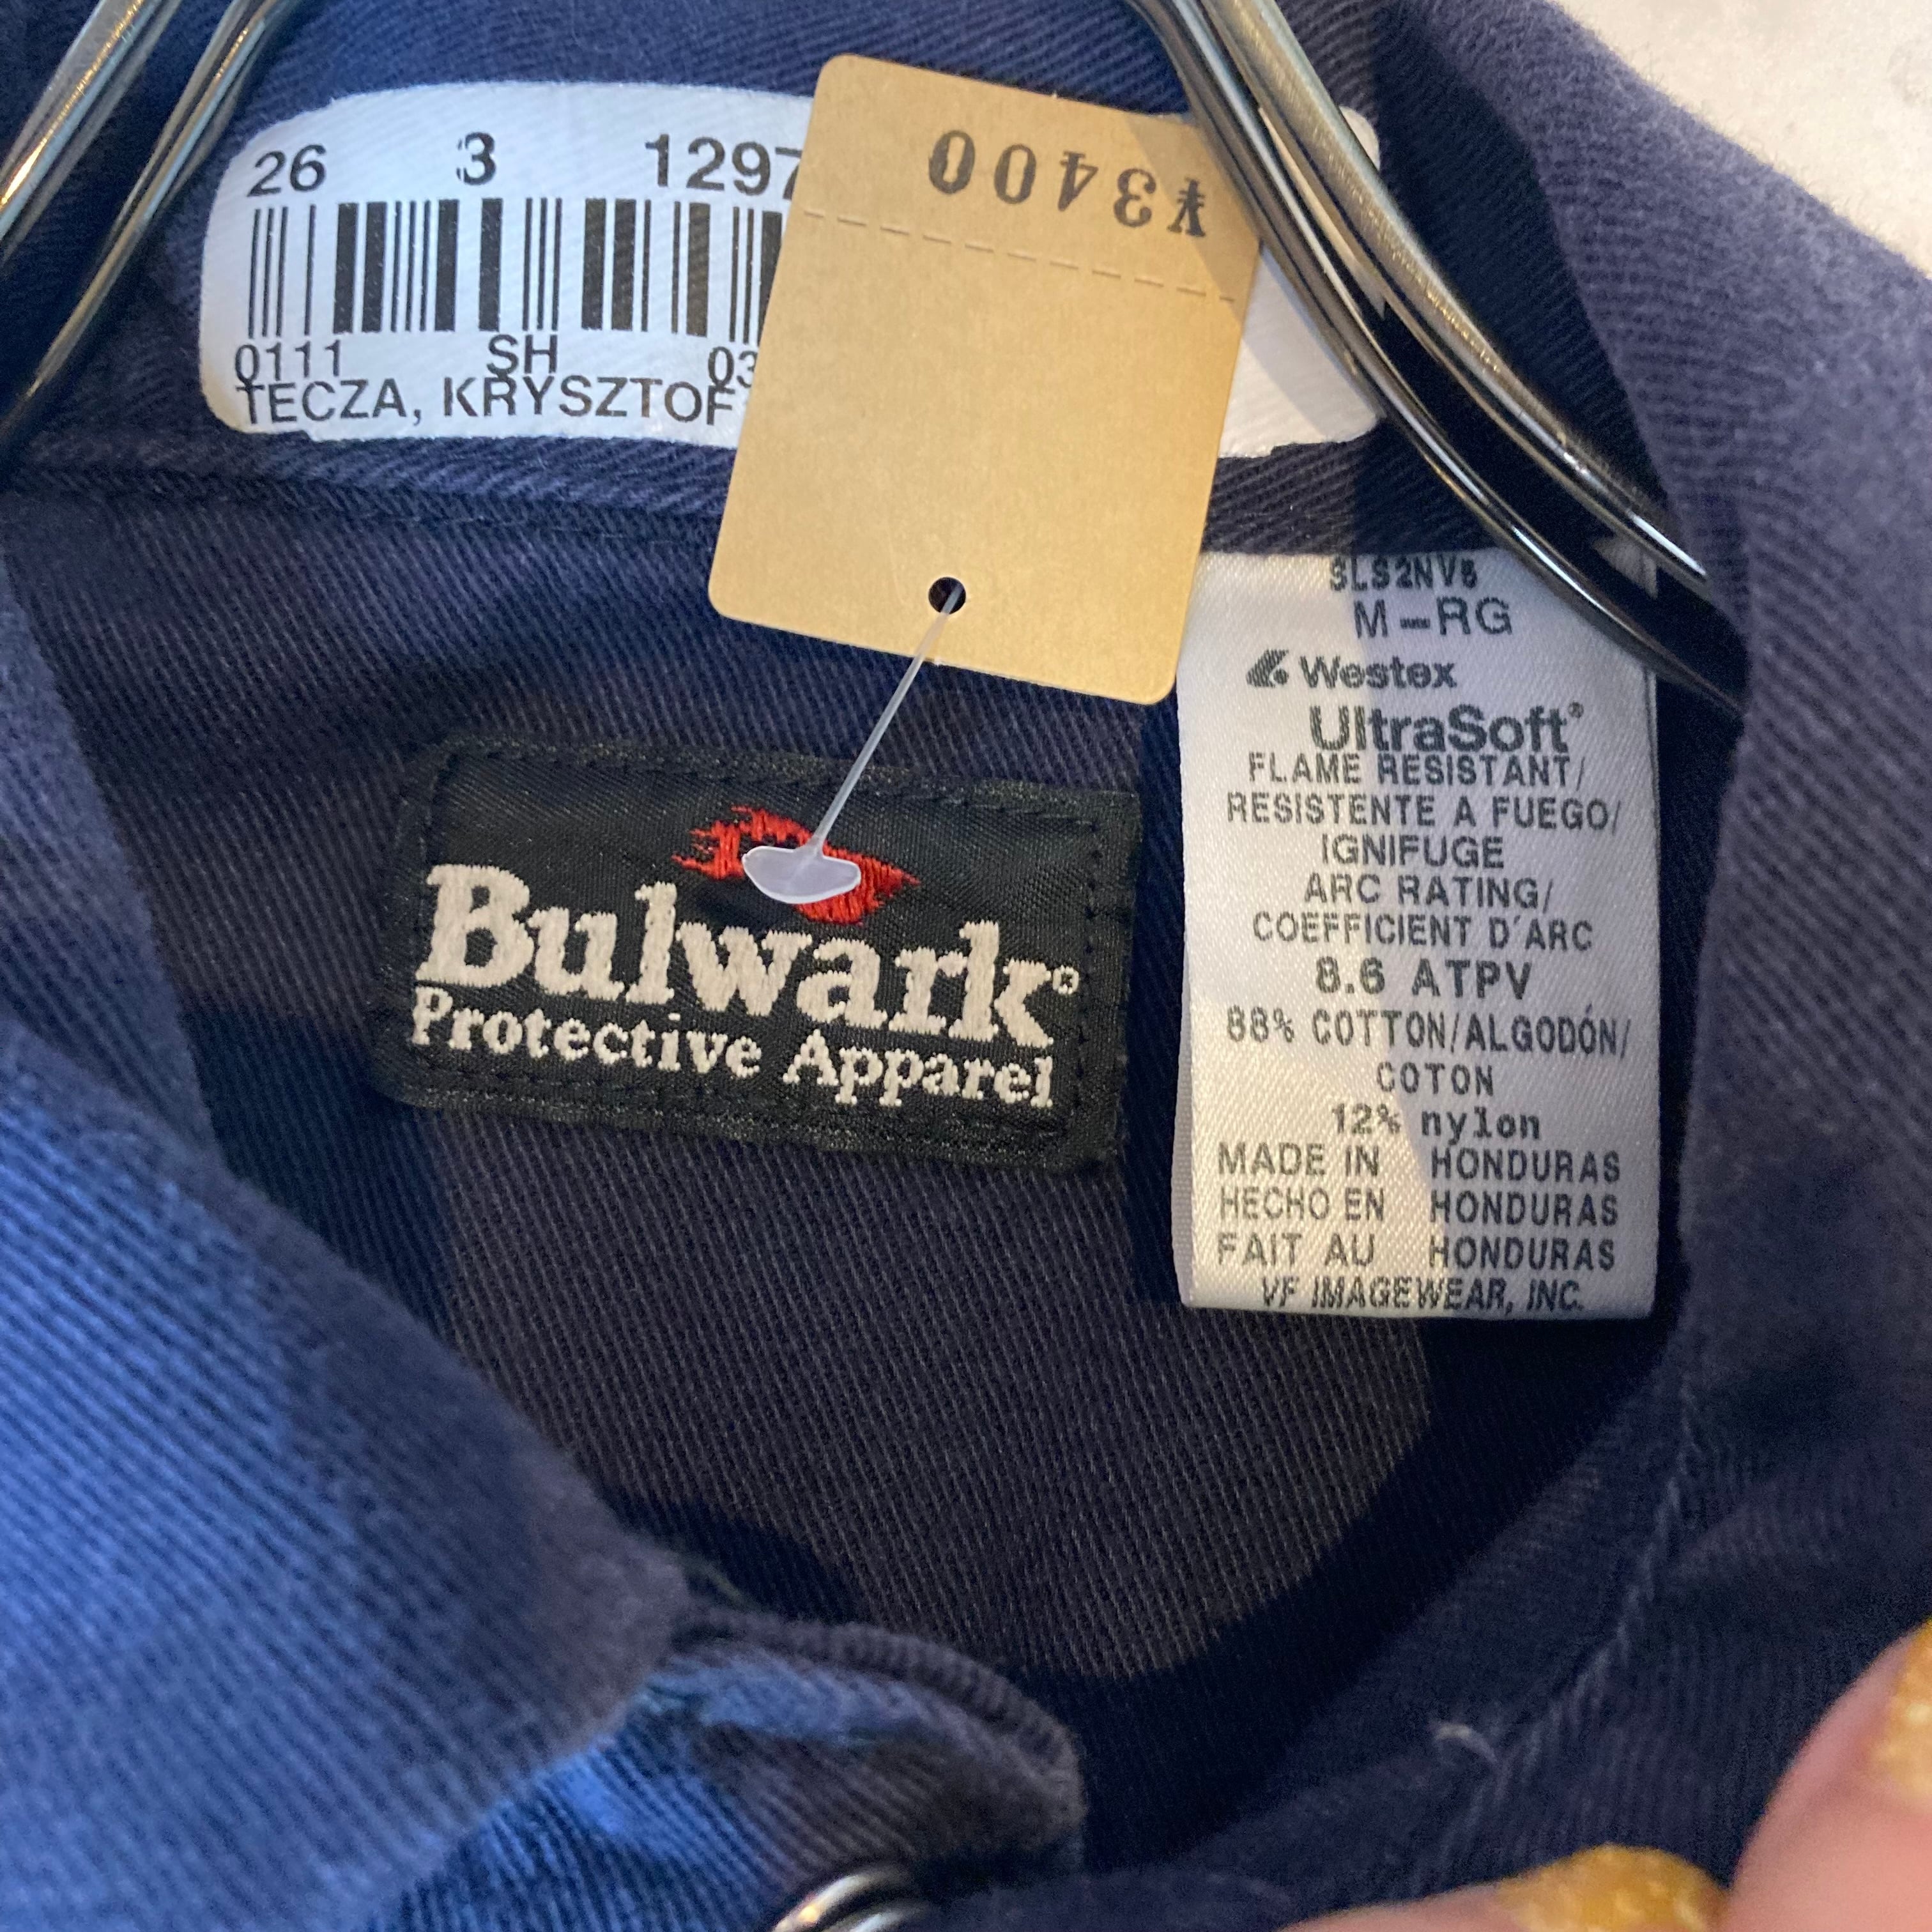 26 3 1297
0111 SH 03
TECZA, KRYSZTOF
¥3400
Bulwark®
Protective Apparel
SLS2NV6
M-RG
Westex
UltraSoft®
FLAME RESISTANT/
RESISTENTE A FUEGO/
IGNIFUGE
ARC RATING/
COEFFICIENT D'ARC
8.6 ATPV
88% COTTON/ALGODÓN/
COTON
12% nylon
MADE IN HONDURAS
HECHO EN HONDURAS
FAIT AU HONDURAS
VF IMAGEWEAR, INC.